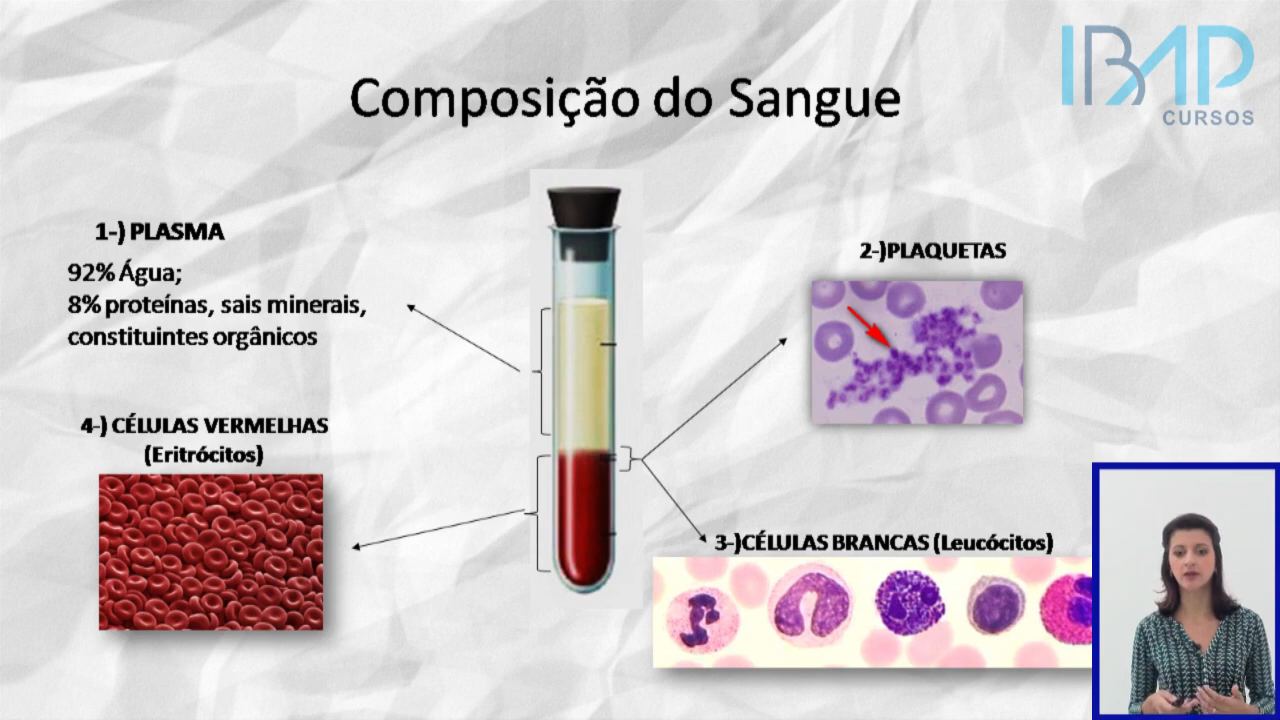 IBAP
CURSOS
Composição do Sangue
1-) PLASMA
92% Água;
8% proteínas, sais minerais,
constituintes orgânicos
2-)PLAQUETAS
4-) CÉLULAS VERMELHAS
(Eritrócitos)
3-)CÉLULAS BRANCAS (Leucócitos)